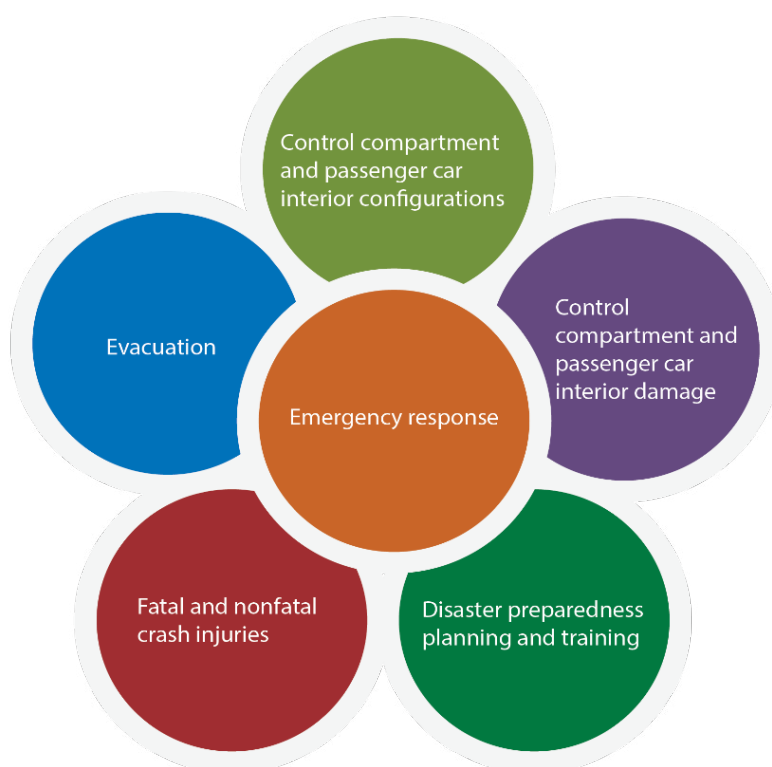 Control compartment
and passenger car
interior configurations
Control
compartment and
passenger car
interior damage
Evacuation
Emergency response
Fatal and nonfatal
crash injuries
Disaster preparedness
planning and training